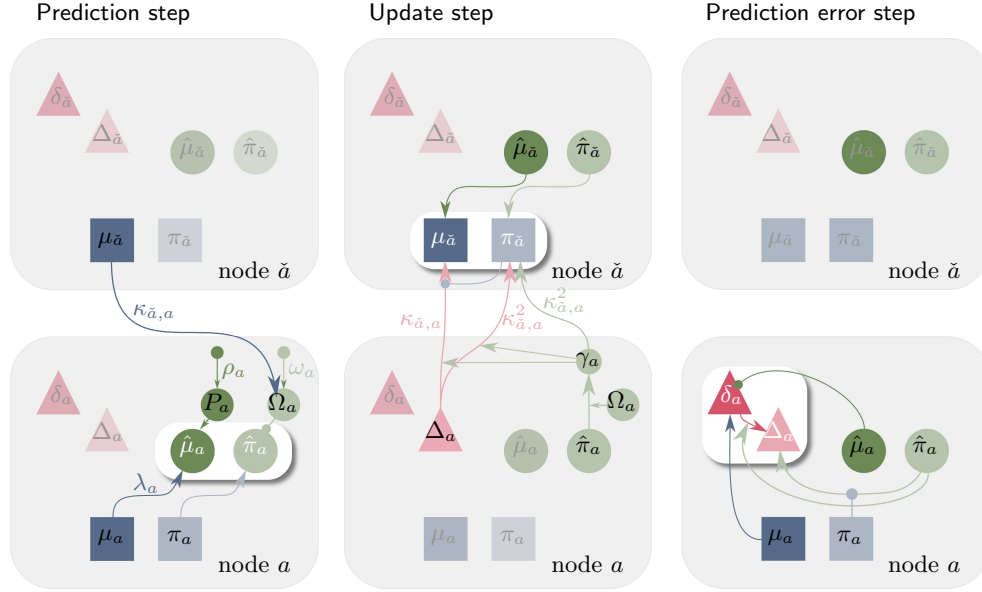 Prediction step
δ_ǎ
Δ_ǎ
μ̂_ǎ π̂_ǎ
μ_ǎ π_ǎ
node ǎ
κ_ǎ,a
ρ_a ω_a
δ_a P_a Ω_a
Δ_a μ̂_a π̂_a
λ_a
μ_a π_a
node a
Update step
δ_ǎ
Δ_ǎ
μ̂_ǎ π̂_ǎ
μ_ǎ π_ǎ
node ǎ
κ_ǎ,a κ²_ǎ,a κ²_ǎ,a
γ_a
δ_a Ω_a
Δ_a μ̂_a π̂_a
μ_a π_a
node a
Prediction error step
δ_ǎ
Δ_ǎ
μ̂_ǎ π̂_ǎ
μ_ǎ π_ǎ
node ǎ
δ_a
Δ_a μ̂_a π̂_a
μ_a π_a
node a